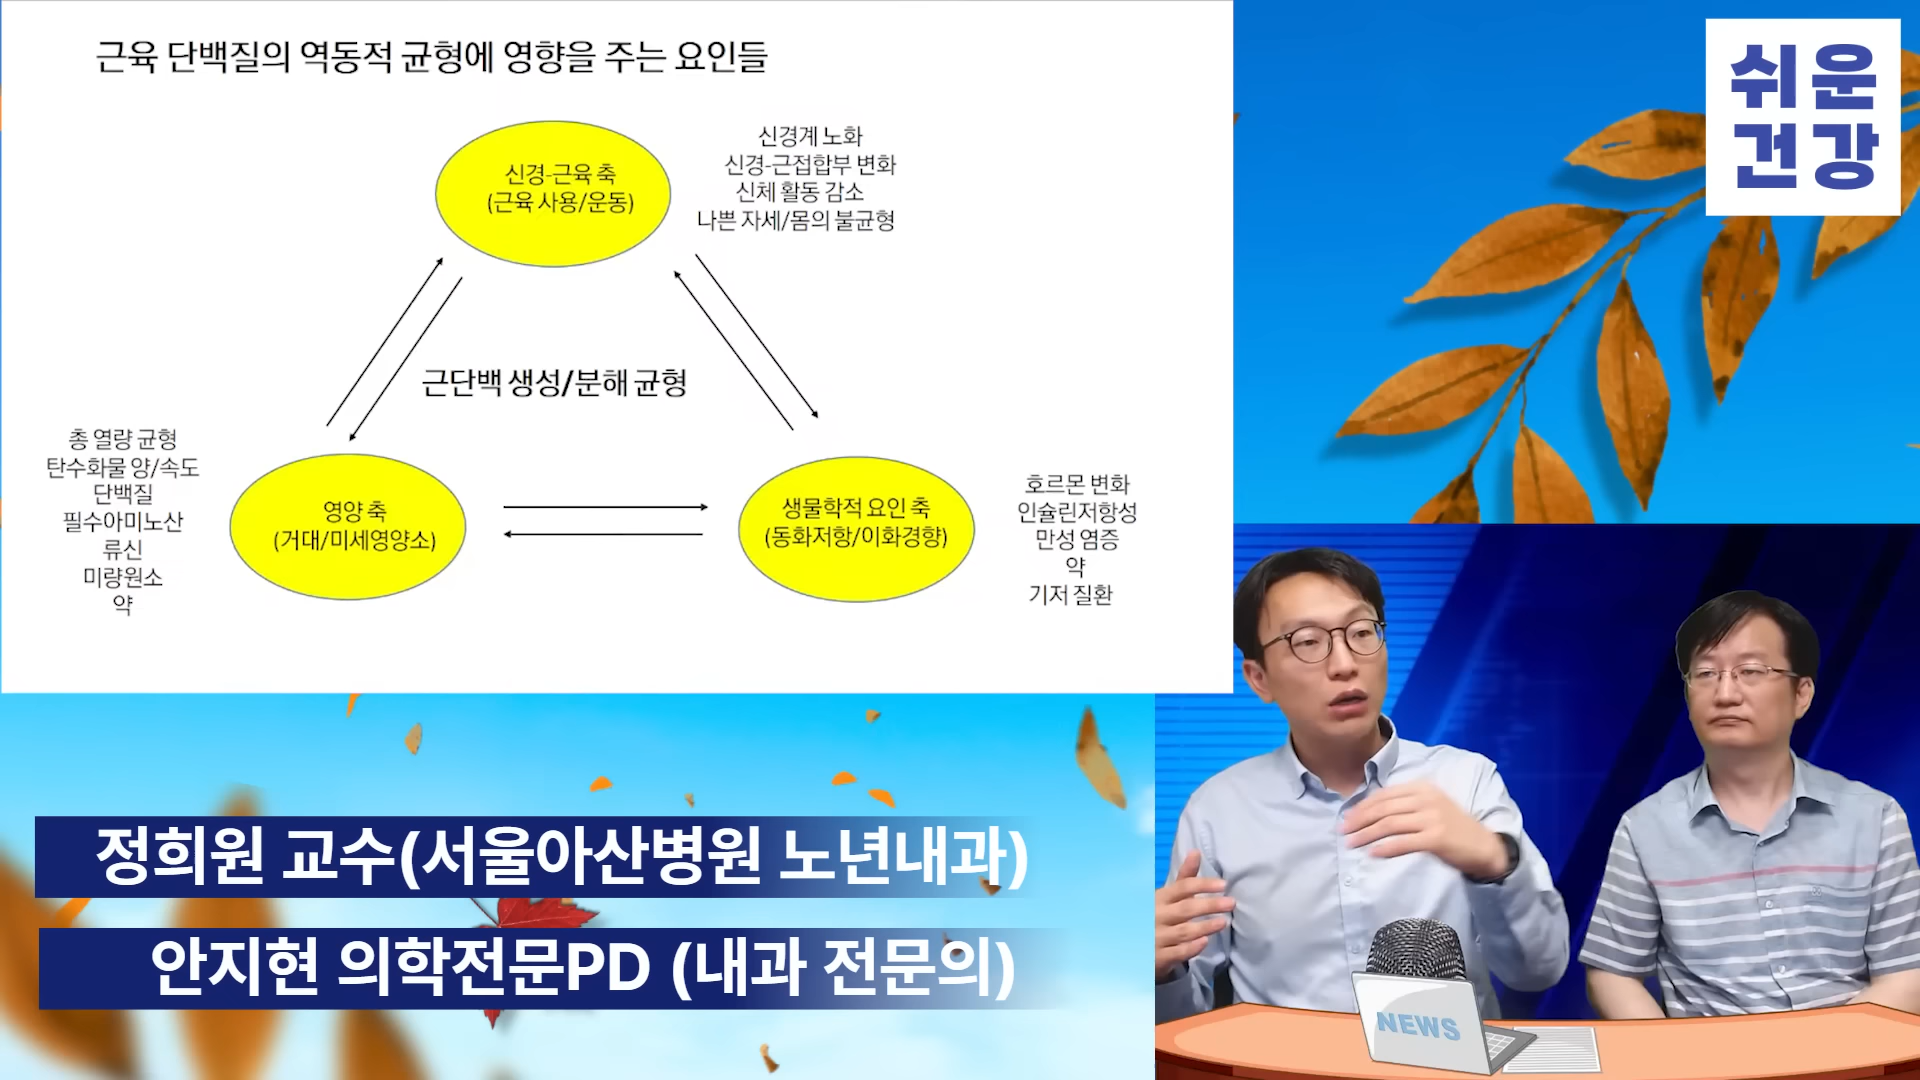 근육 단백질의 역동적 균형에 영향을 주는 요인들
신경-근육 축
(근육 사용/운동)
신경계 노화
신경-근접합부 변화
신체 활동 감소
나쁜 자세/몸의 불균형
근단백 생성/분해 균형
총 열량 균형
탄수화물 양/속도
단백질
필수아미노산
류신
미량원소
약
영양 축
(거대/미세영양소)
생물학적 요인 축
(동화저항/이화경향)
호르몬 변화
인슐린저항성
만성 염증
약
기저 질환
쉬운
건강
정희원 교수(서울아산병원 노년내과)
안지현 의학전문PD (내과 전문의)
NEWS